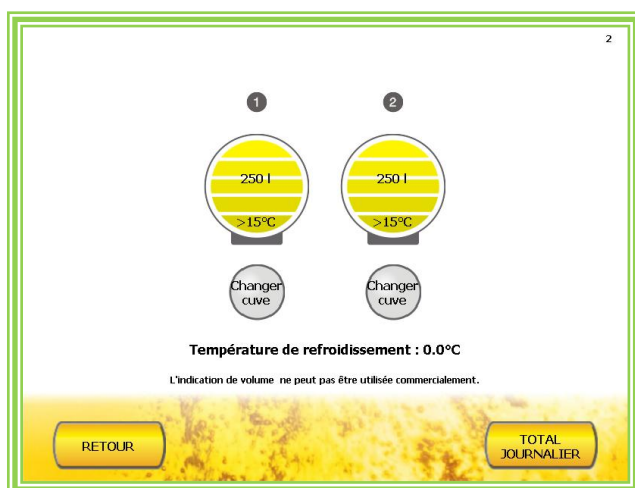 2
1 2
250 l 250 l
>15°C >15°C
Changer Changer
cuve cuve
Température de refroidissement : 0.0°C
L'indication de volume ne peut pas être utilisée commercialement.
RETOUR
TOTAL
JOURNALIER